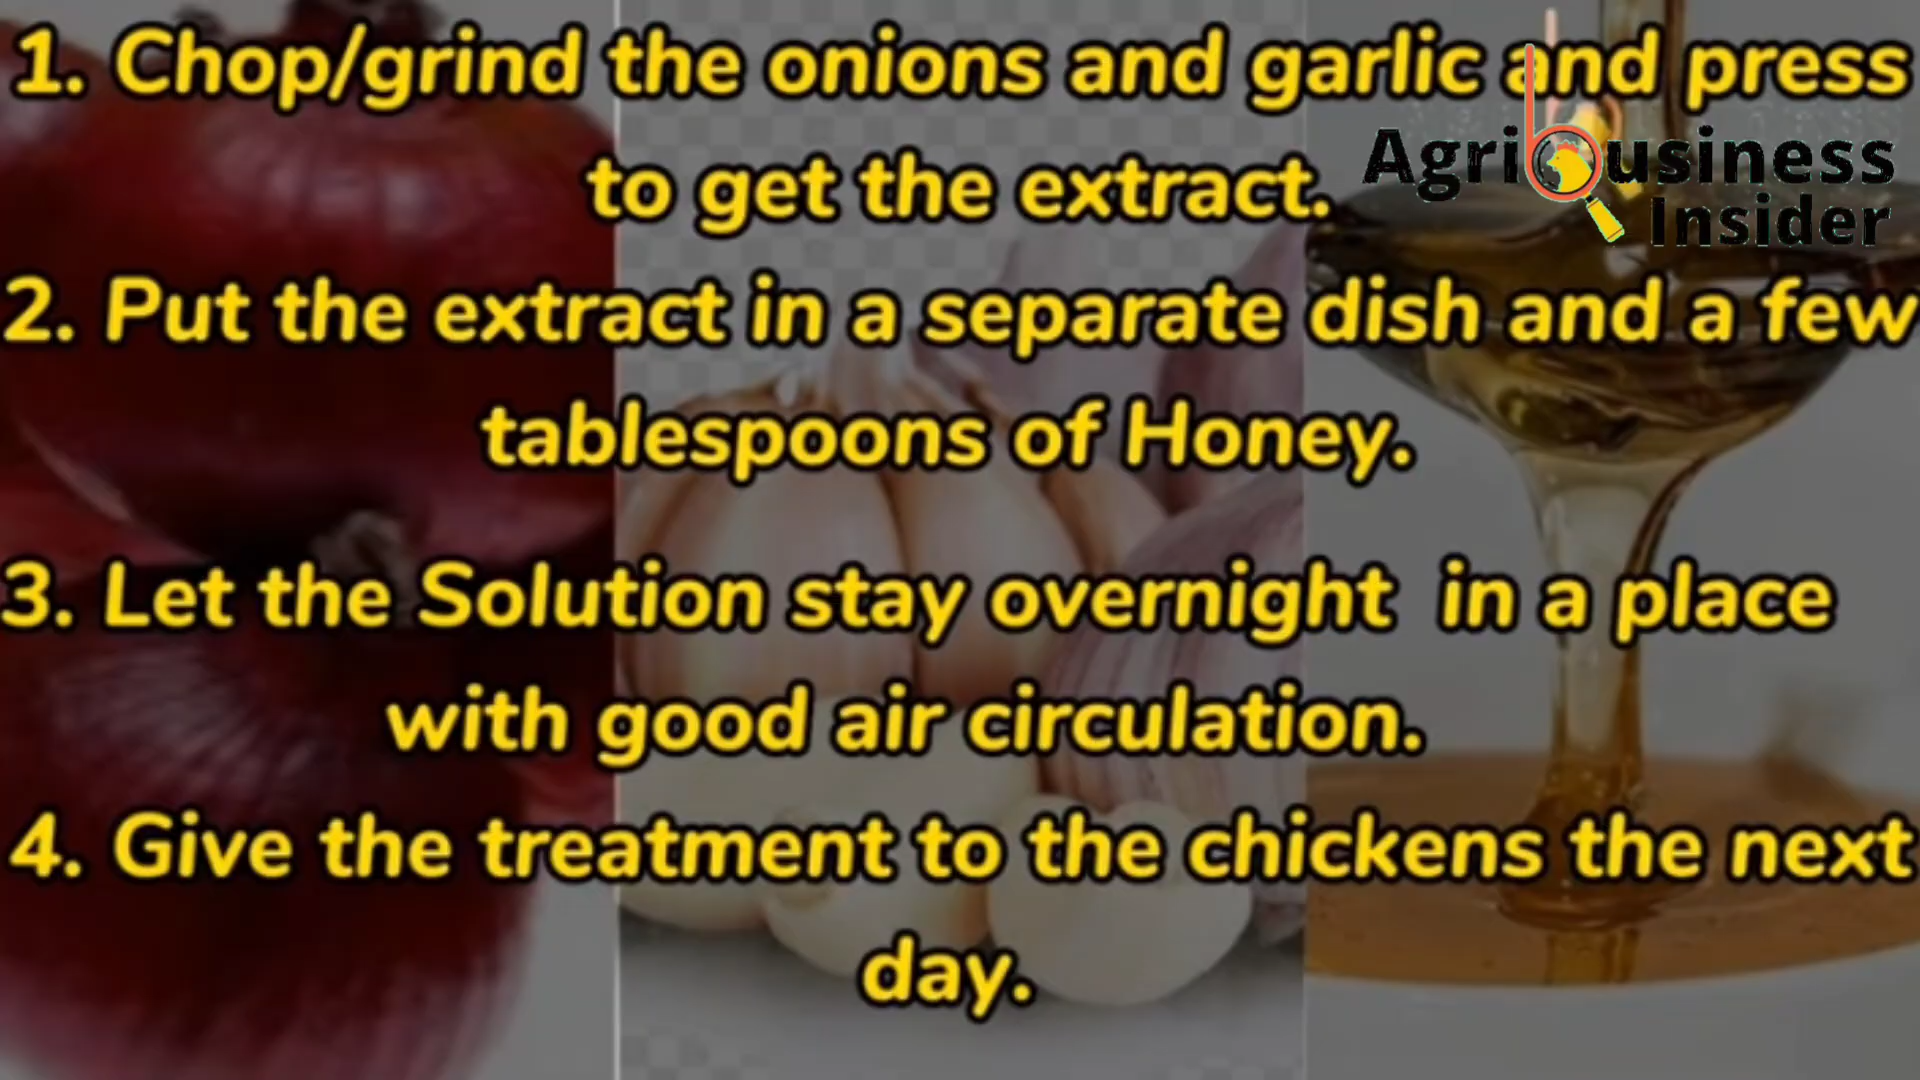 1. Chop/grind the onions and garlic and press
to get the extract.
Agribusiness
Insider
2. Put the extract in a separate dish and a few
tablespoons of Honey.
3. Let the Solution stay overnight in a place
with good air circulation.
4. Give the treatment to the chickens the next
day.